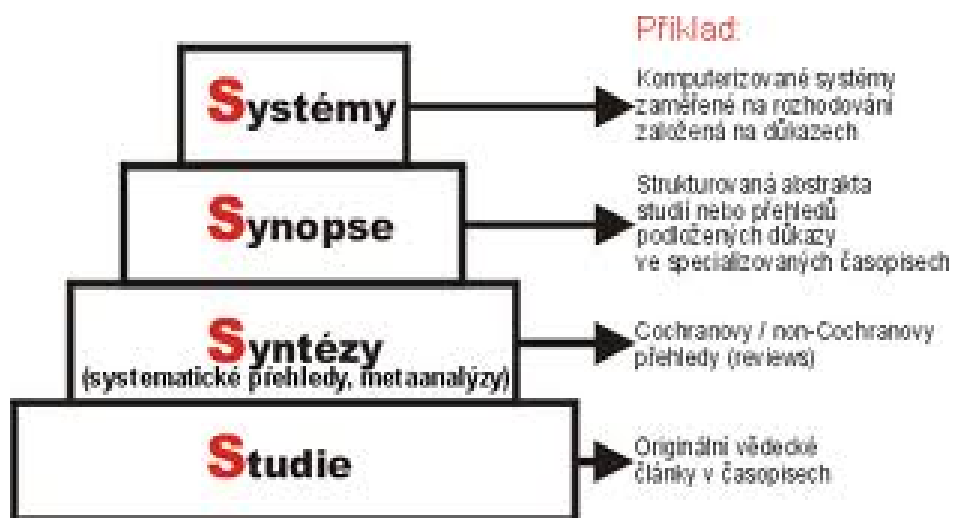 Příklad:
Systémy
Komputerizované systémy
zaměřené na rozhodování
založená na důkazech
Synopse
Strukturovaná abstrakta
studií nebo přehledů
podložených důkazy
ve specializovaných časopisech
Syntézy
(systematické přehledy, metaanalýzy)
Cochranovy / non-Cochranovy
přehledy (reviews)
Studie
Originální vědecké
články v časopisech